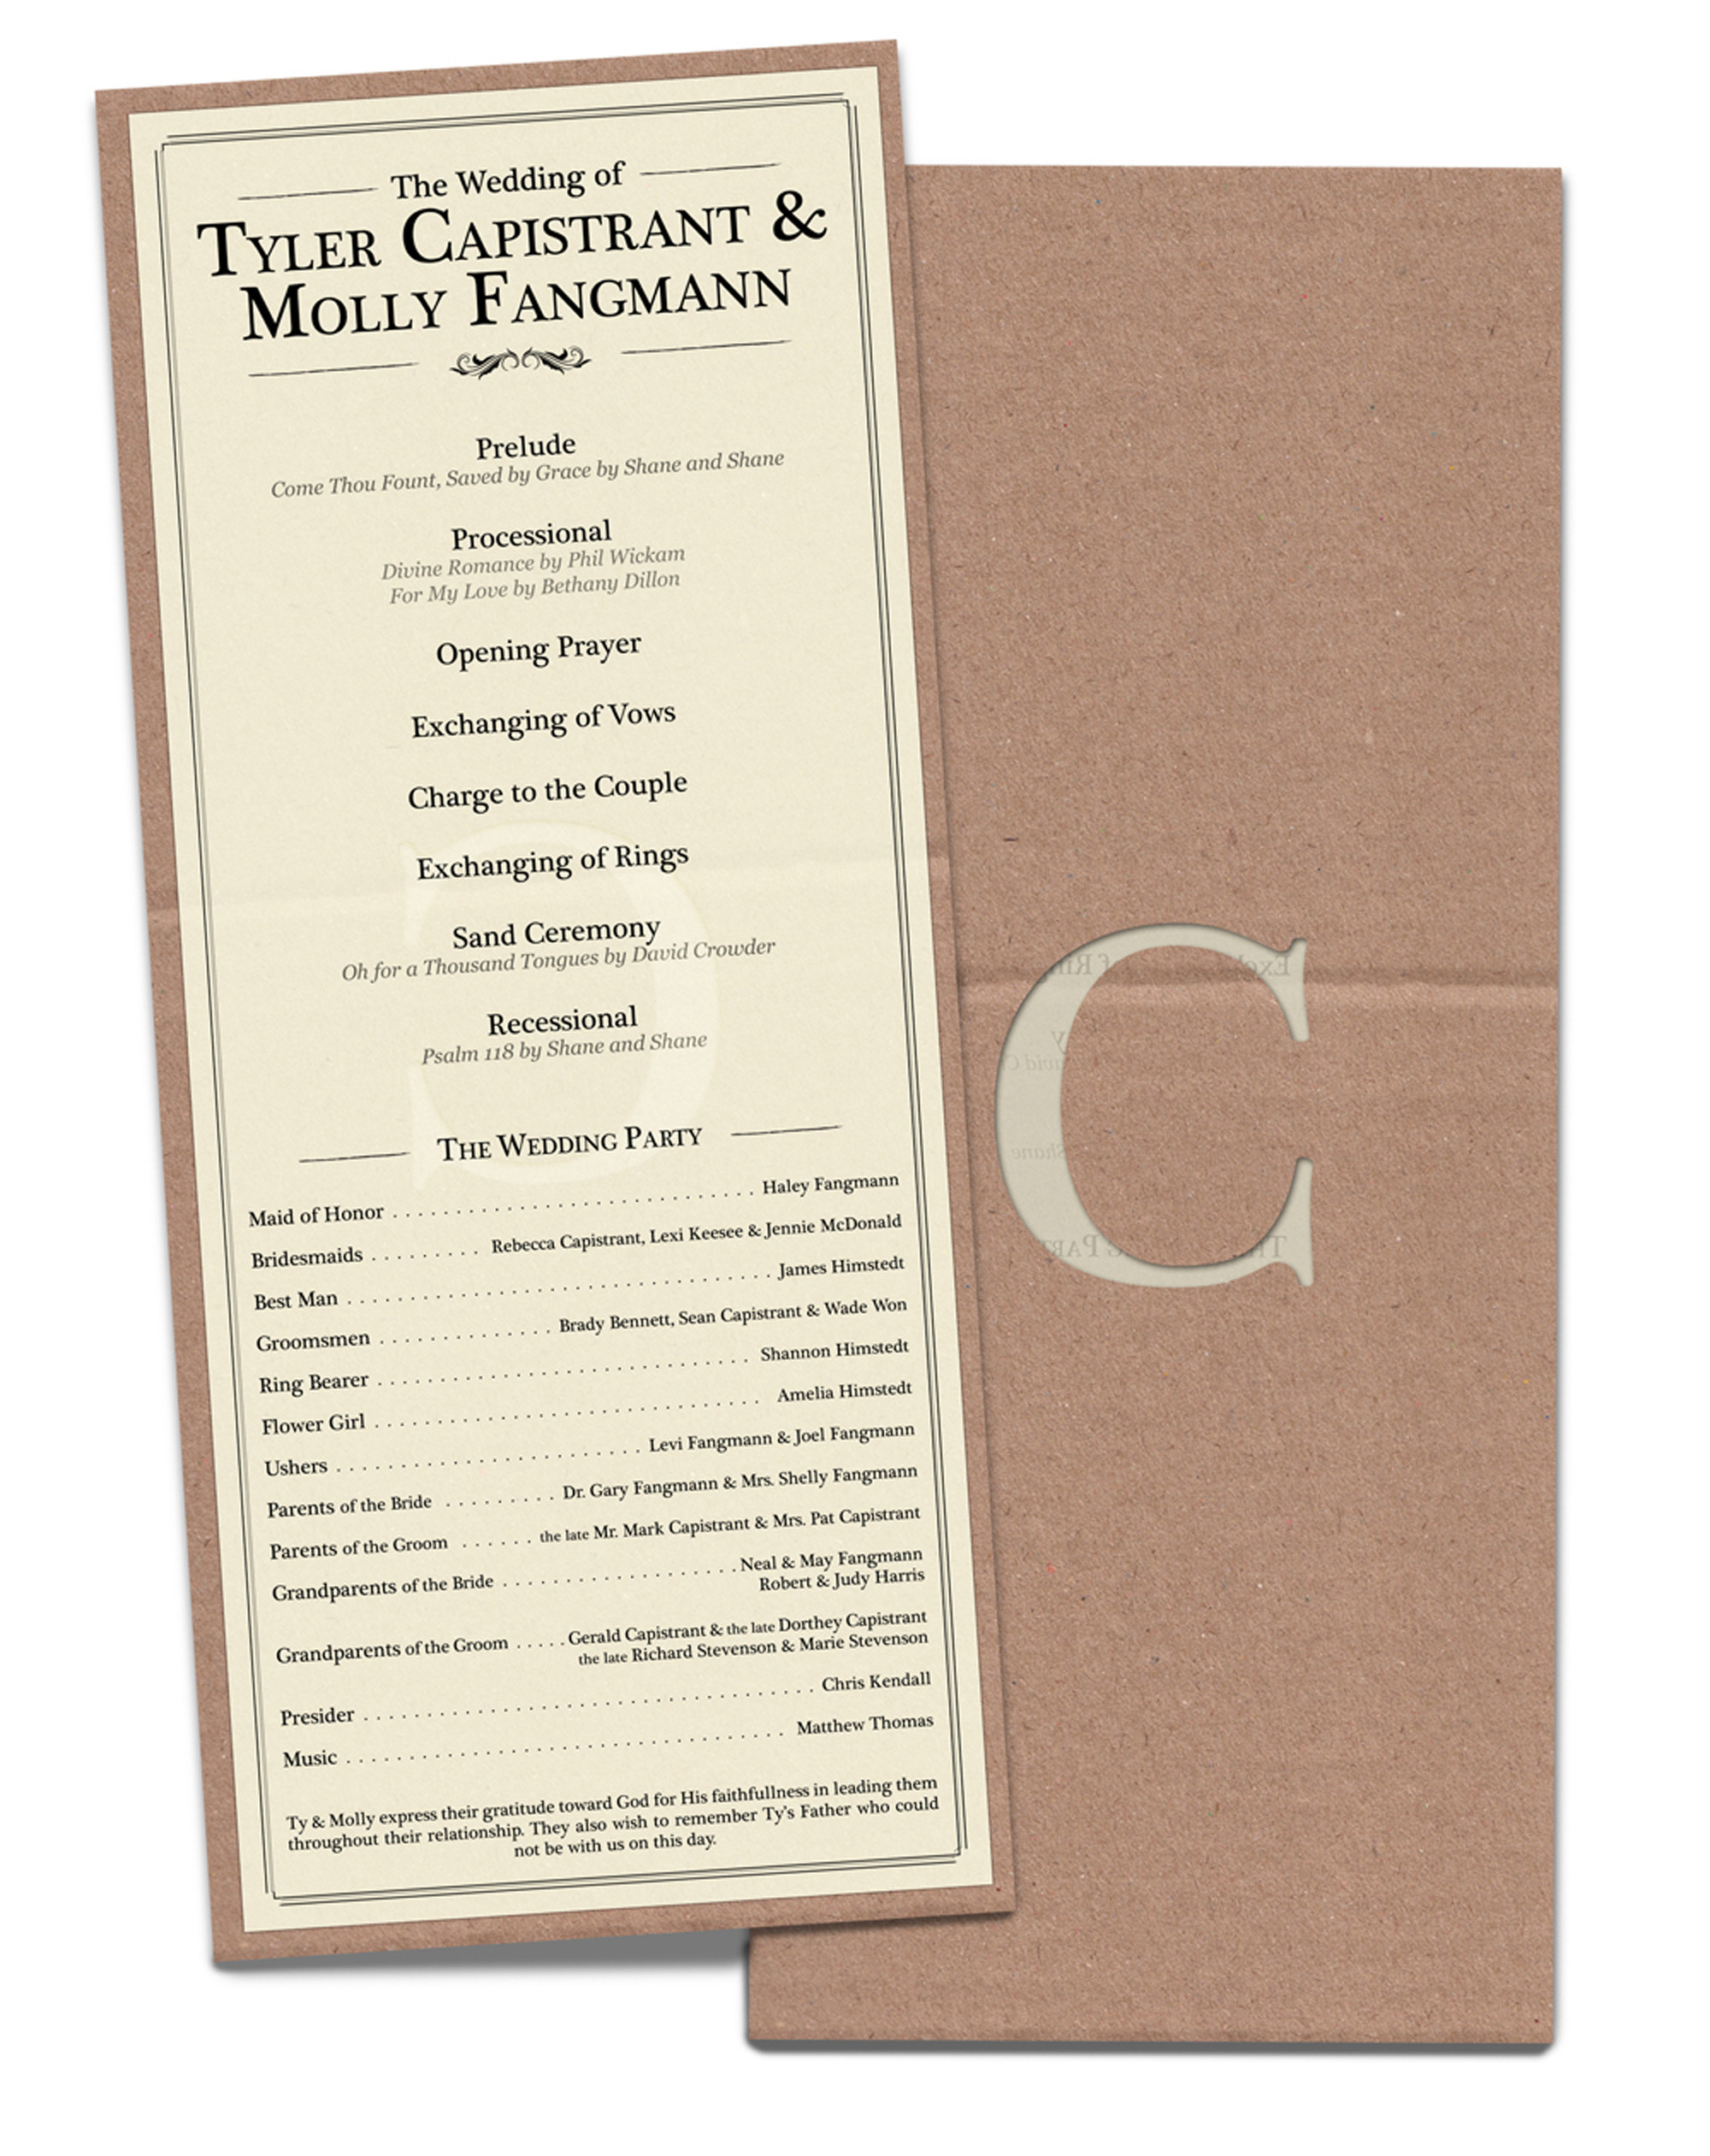 The Wedding of
TYLER CAPISTRANT &
MOLLY FANGMANN
Prelude
Come Thou Fount, Saved by Grace by Shane and Shane
Processional
Divine Romance by Phil Wickam
For My Love by Bethany Dillon
Opening Prayer
Exchanging of Vows
Charge to the Couple
Exchanging of Rings
Sand Ceremony
Oh for a Thousand Tongues by David Crowder
Recessional
Psalm 118 by Shane and Shane
THE WEDDING PARTY
Maid of Honor . . . . . . . . . . . . . . . . . . . . . . . . . . . . . Haley Fangmann
Bridesmaids . . . . . . . . . Rebecca Capistrant, Lexi Keesee & Jennie McDonald
Best Man . . . . . . . . . . . . . . . . . . . . . . . . . . . . . . . . . . James Himstedt
Groomsmen . . . . . . . . . . . . . . Brady Bennett, Sean Capistrant & Wade Won
Ring Bearer . . . . . . . . . . . . . . . . . . . . . . . . . . . . . . Shannon Himstedt
Flower Girl . . . . . . . . . . . . . . . . . . . . . . . . . . . . . . . Amelia Himstedt
Ushers . . . . . . . . . . . . . . . . . . . . . . . . Levi Fangmann & Joel Fangmann
Parents of the Bride . . . . . . . . . Dr. Gary Fangmann & Mrs. Shelly Fangmann
Parents of the Groom . . . . . . the late Mr. Mark Capistrant & Mrs. Pat Capistrant
Grandparents of the Bride . . . . . . . . . . . . . . . . . . . Neal & May Fangmann
Robert & Judy Harris
Grandparents of the Groom . . . . . Gerald Capistrant & the late Dorthey Capistrant
the late Richard Stevenson & Marie Stevenson
Presider . . . . . . . . . . . . . . . . . . . . . . . . . . . . . . . . . . . . Chris Kendall
Music . . . . . . . . . . . . . . . . . . . . . . . . . . . . . . . . . . . Matthew Thomas
Ty & Molly express their gratitude toward God for His faithfullness in leading them
throughout their relationship. They also wish to remember Ty's Father who could
not be with us on this day.
C